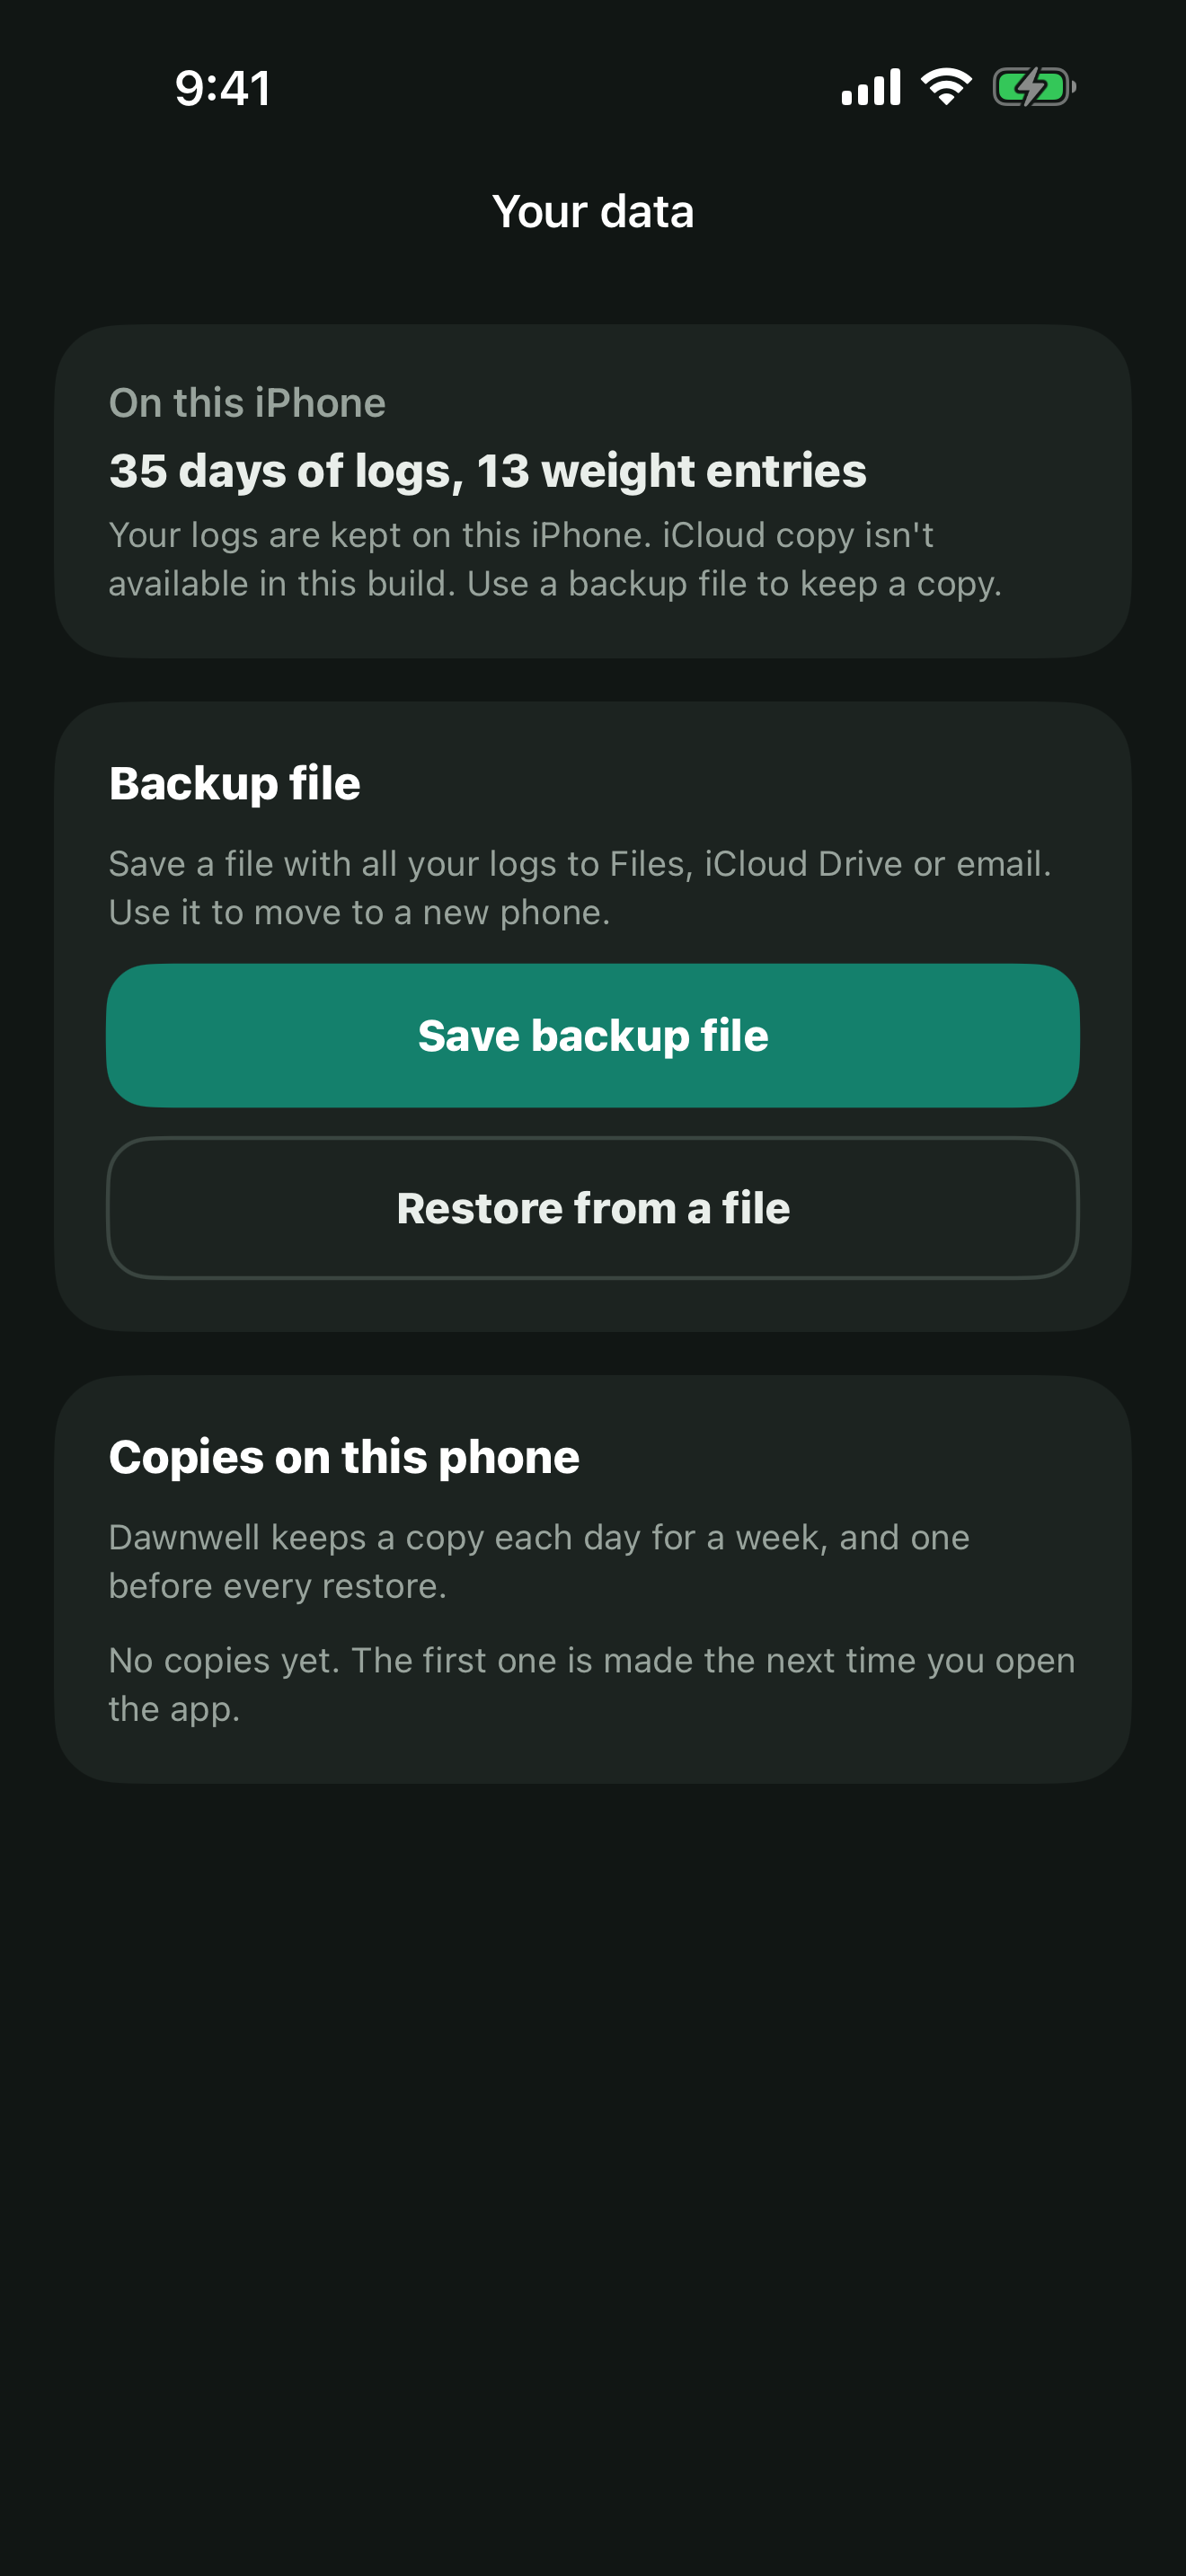 9:41
Your data
On this iPhone
35 days of logs, 13 weight entries
Your logs are kept on this iPhone. iCloud copy isn't
available in this build. Use a backup file to keep a copy.
Backup file
Save a file with all your logs to Files, iCloud Drive or email.
Use it to move to a new phone.
Save backup file
Restore from a file
Copies on this phone
Dawnwell keeps a copy each day for a week, and one
before every restore.
No copies yet. The first one is made the next time you open
the app.